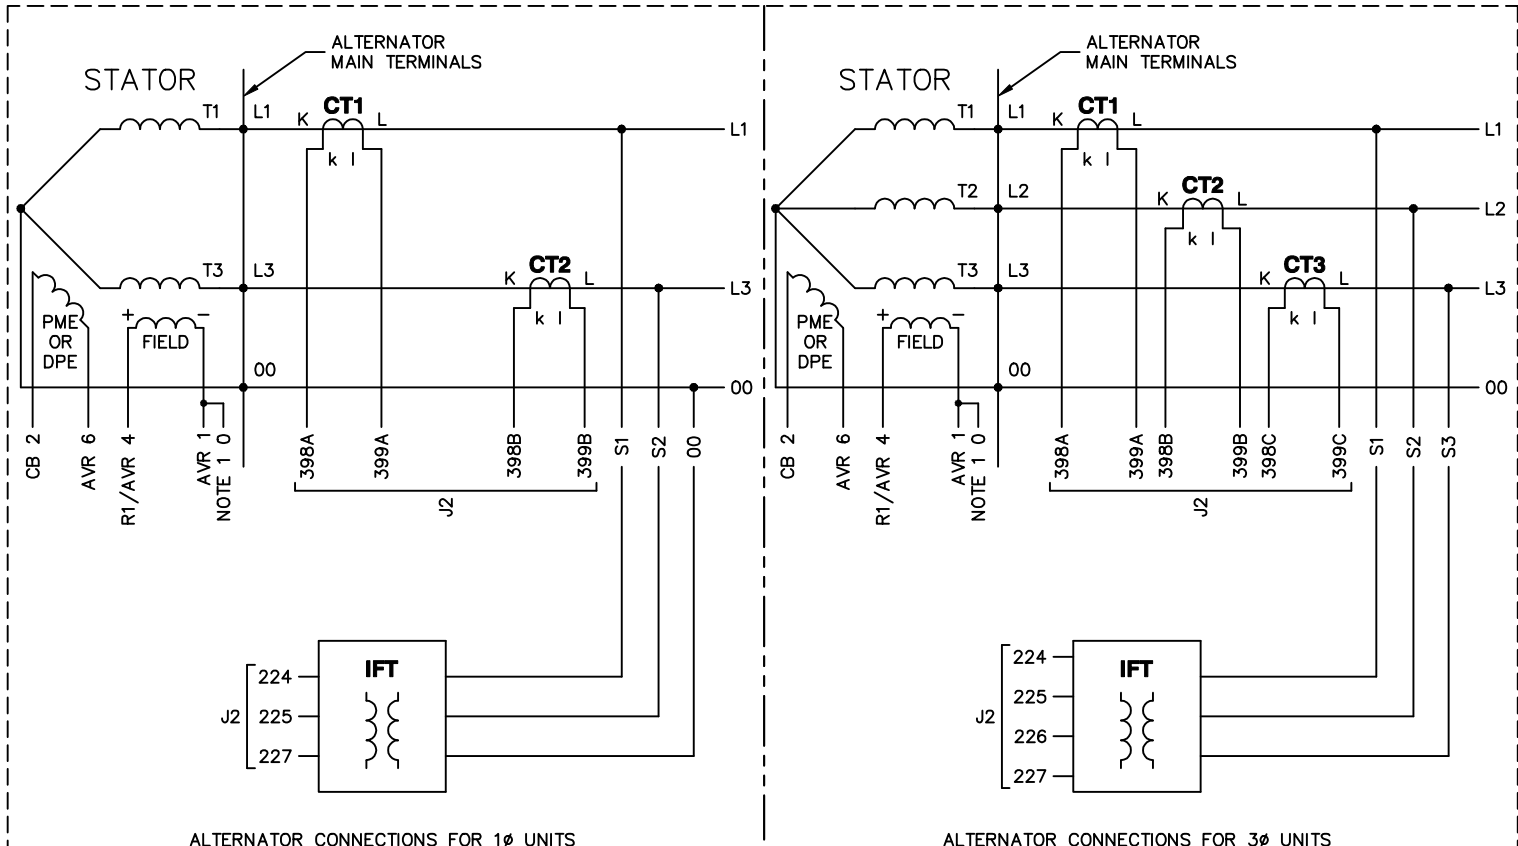 ALTERNATOR
MAIN TERMINALS
STATOR
T1
L1
K
CT1
L
k l
L1
T3
L3
K
CT2
L
k l
L3
PME
OR
DPE
+
FIELD
−
00
00
CB 2
AVR 6
R1/AVR 4
AVR 1
NOTE 1 0
398A
399A
398B
399B
S1
S2
00
J2
IFT
J2
224
225
227
ALTERNATOR CONNECTIONS FOR 1ø UNITS
ALTERNATOR
MAIN TERMINALS
STATOR
T1
L1
K
CT1
L
k l
L1
T2
L2
K
CT2
L
k l
L2
T3
L3
K
CT3
L
k l
L3
PME
OR
DPE
+
FIELD
−
00
00
CB 2
AVR 6
R1/AVR 4
AVR 1
NOTE 1 0
398A
399A
398B
399B
398C
399C
S1
S2
S3
J2
IFT
J2
224
225
226
227
ALTERNATOR CONNECTIONS FOR 3ø UNITS